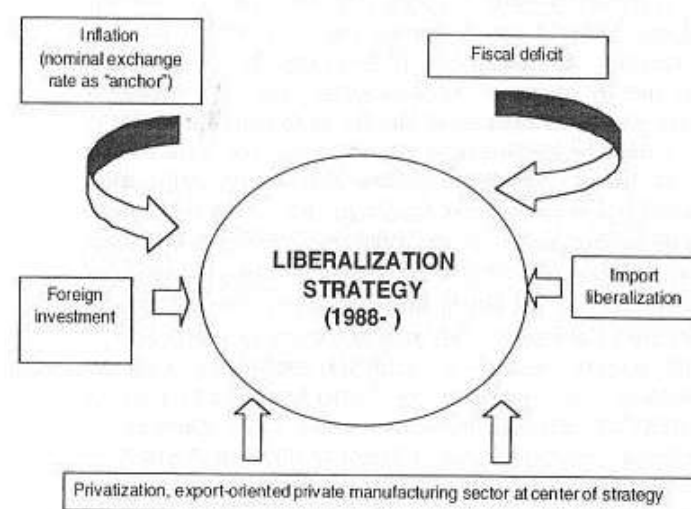 Inflation
(nominal exchange
rate as "anchor")
Fiscal deficit
LIBERALIZATION
STRATEGY
(1988- )
Foreign
investment
Import
liberalization
Privatization, export-oriented private manufacturing sector at center of strategy